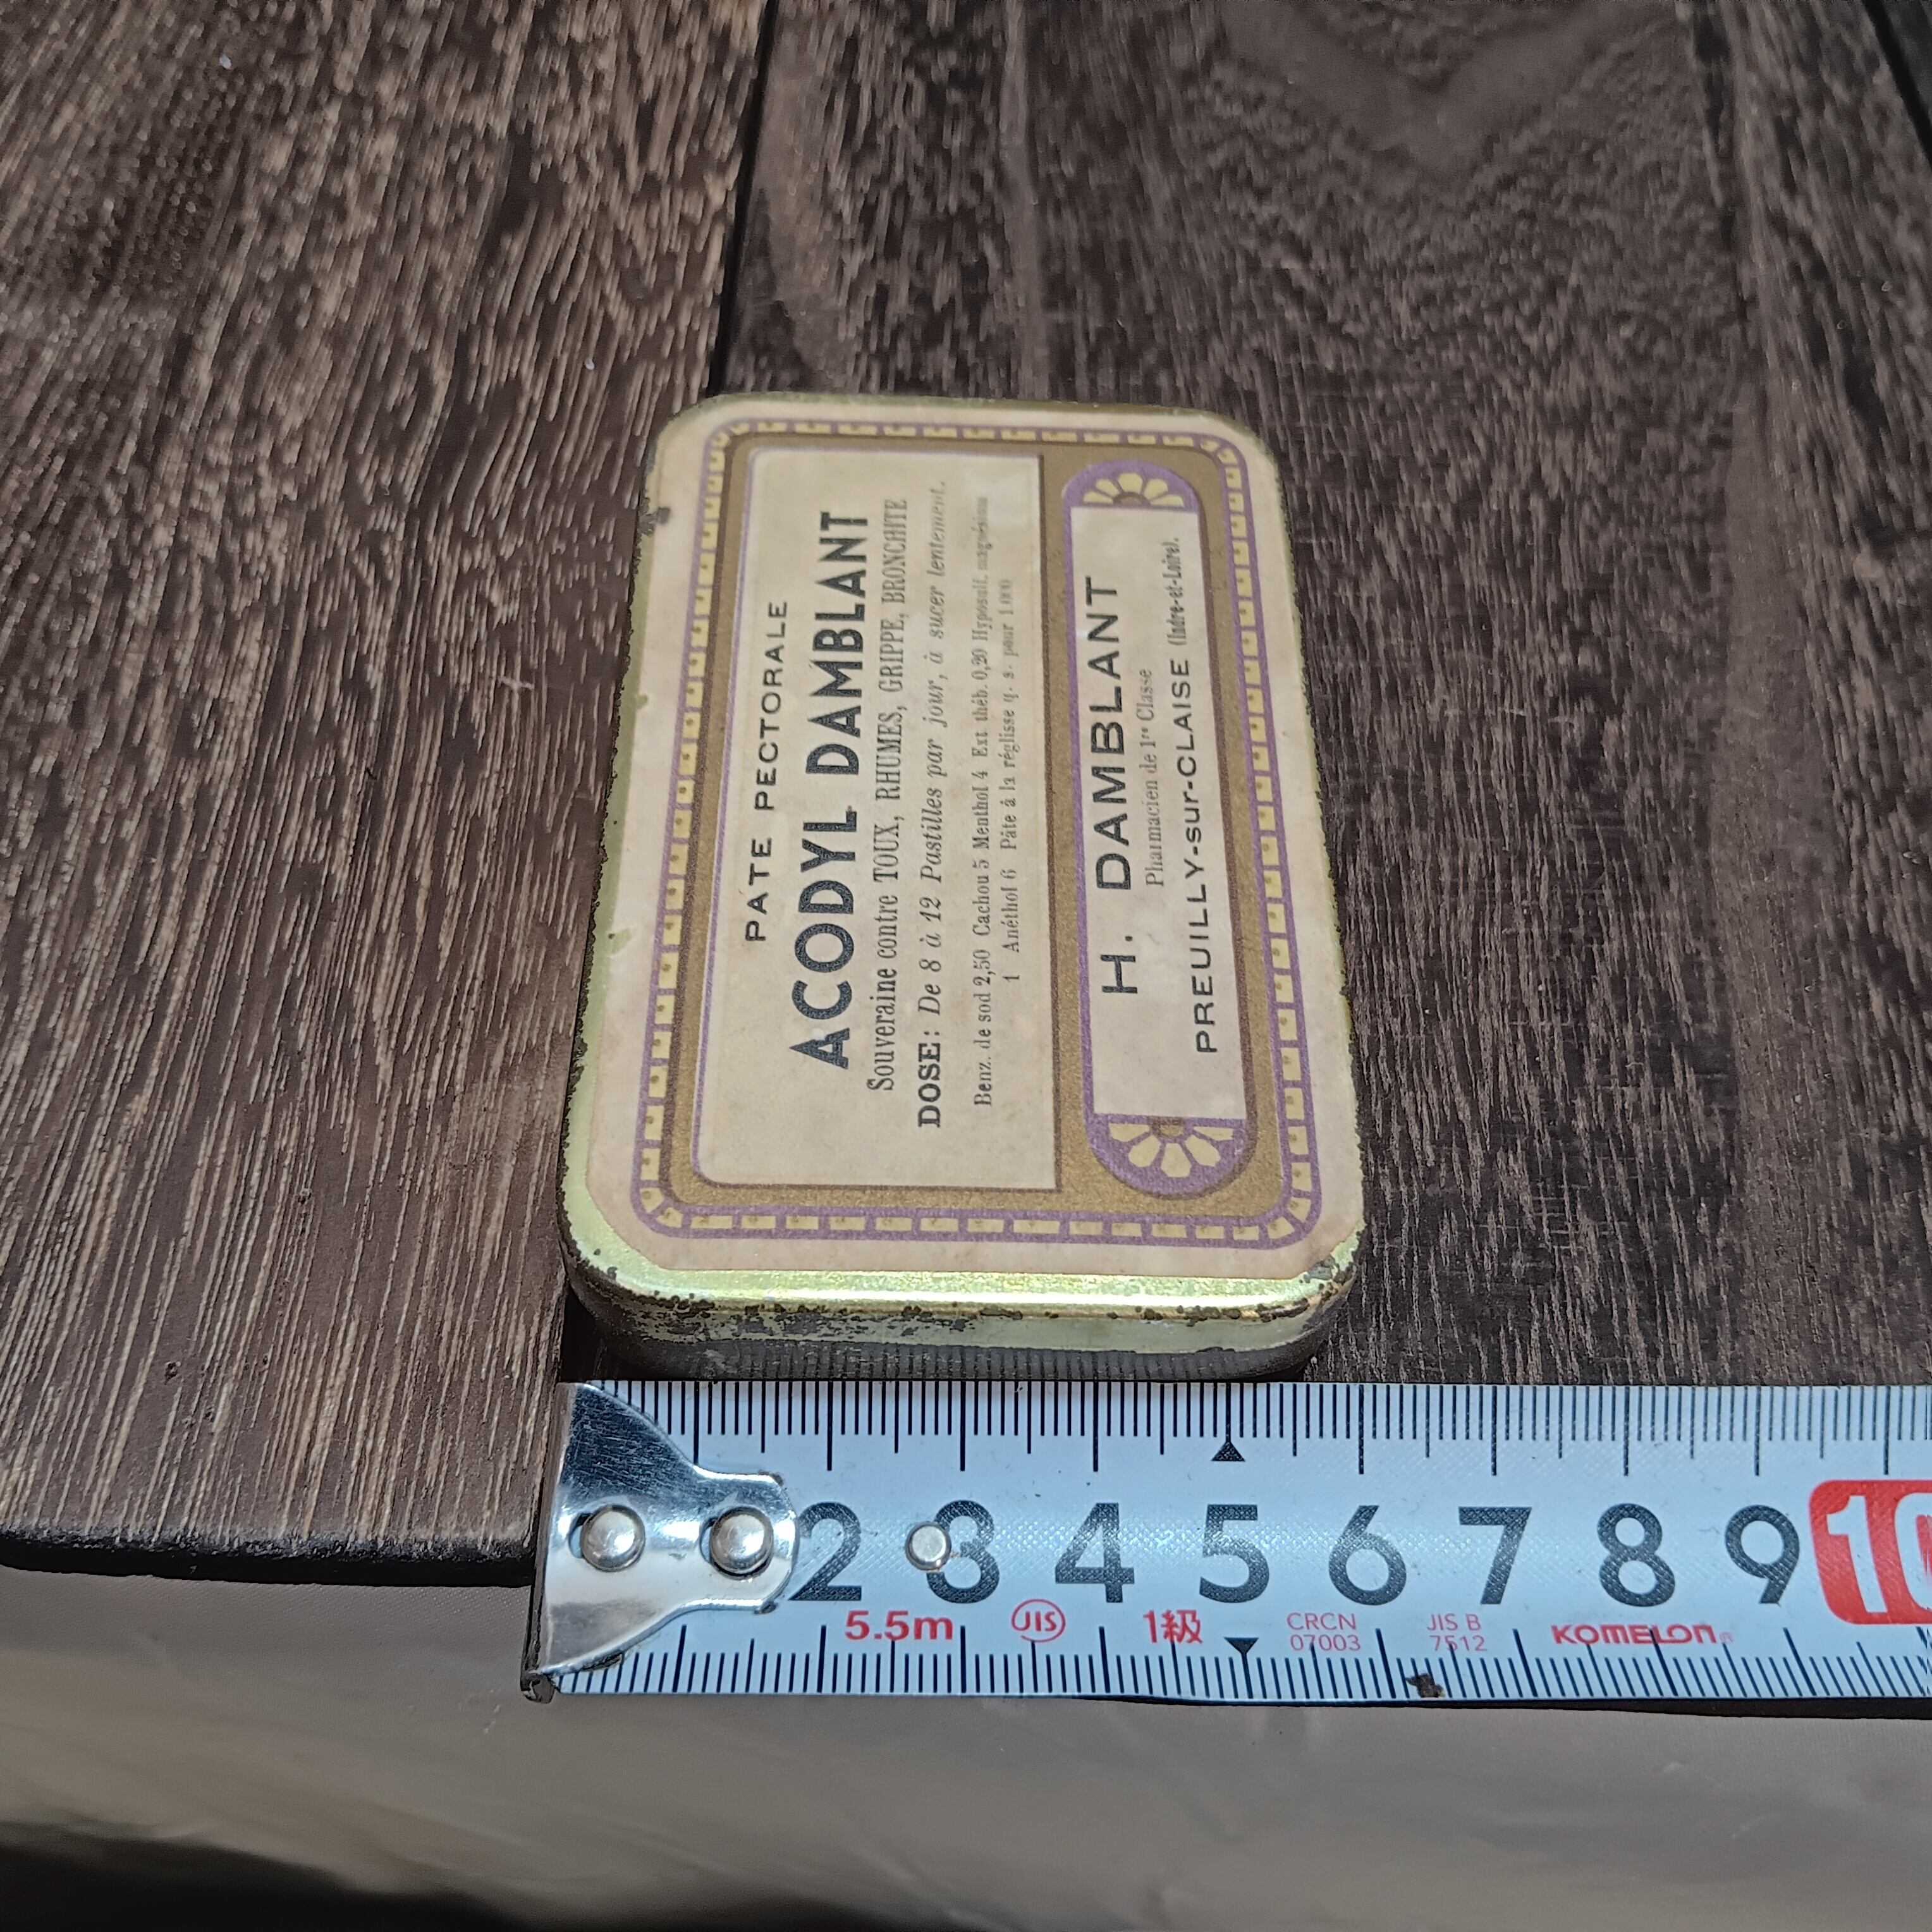 PATE PECTORALE
ACODYL DAMBLANT
Souveraine contre TOUX, RHUMES, GRIPPE, BRONCHITE
DOSE: De 8 à 12 Pastilles par jour, à sucer lentement.
Benz. de sod 2,50 Cachou 5 Menthol 4 Ext théb. 0,20 Hyposulf. magnésium
1 Anéthol 6 Pâte à la réglisse q. s. pour 1.000
H. DAMBLANT
Pharmacien de 1re Classe
PREUILLY-sur-CLAISE (Indre-et-Loire).
2 3 4 5 6 7 8 9 10
5.5m JIS 1級 CRCN 07003 JIS B 7512 KOMELON®